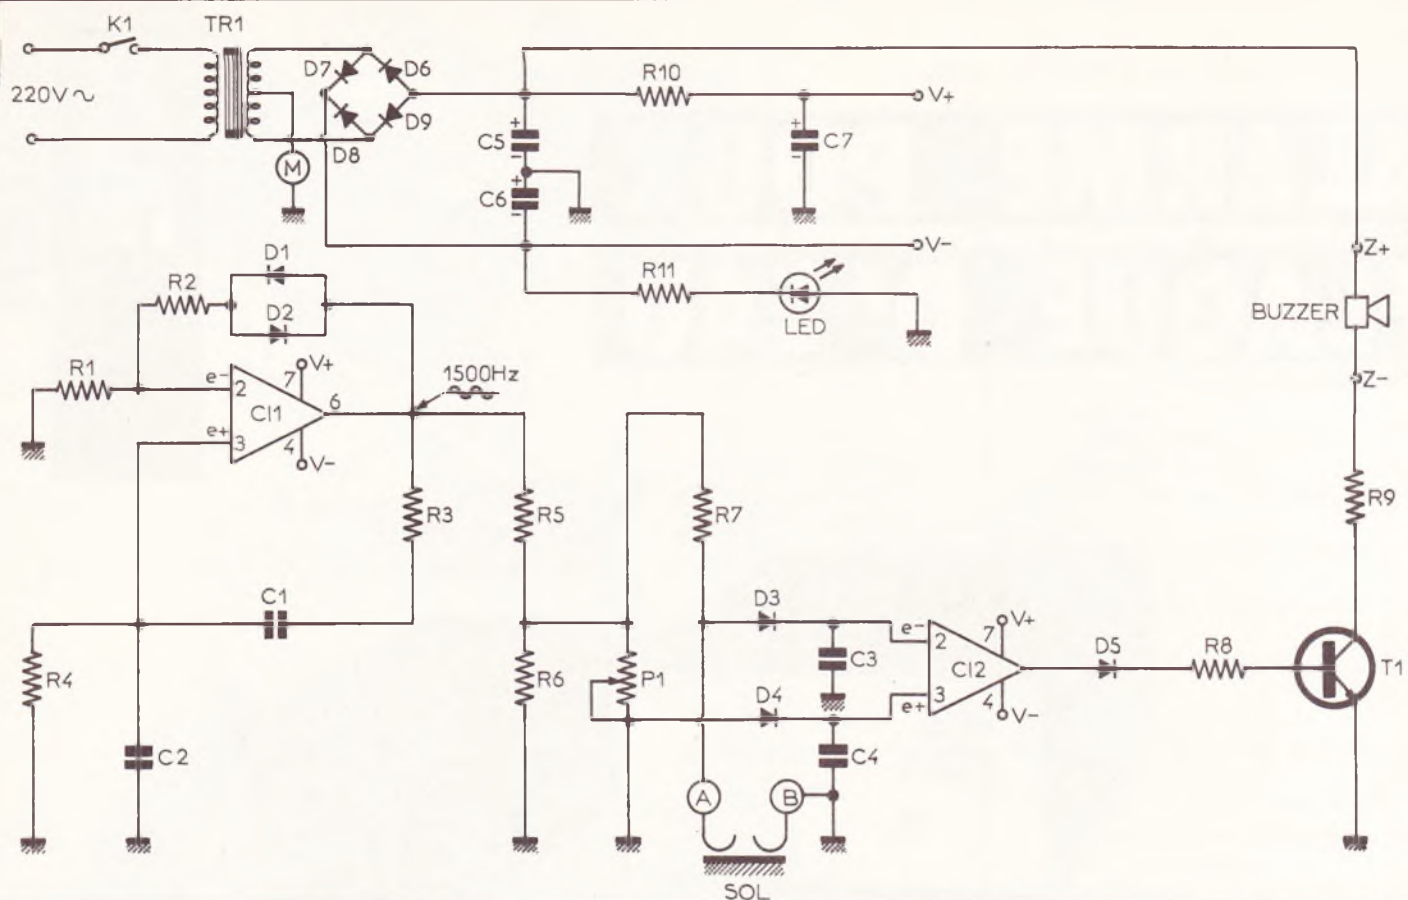 K1
TR1
220V ~
D7
D6
D8
D9
M
R10
V+
+
C5
-
+
C6
-
+
C7
-
V-
R11
LED
Z+
BUZZER
Z-
R9
D1
R2
D2
R1
e-
2
7
V+
CI1
6
e+
3
4
V-
1500Hz
R3
R5
R7
C1
R4
C2
R6
P1
D3
D4
C3
C4
e-
2
7
V+
CI2
e+
3
4
V-
D5
R8
T1
A
B
SOL